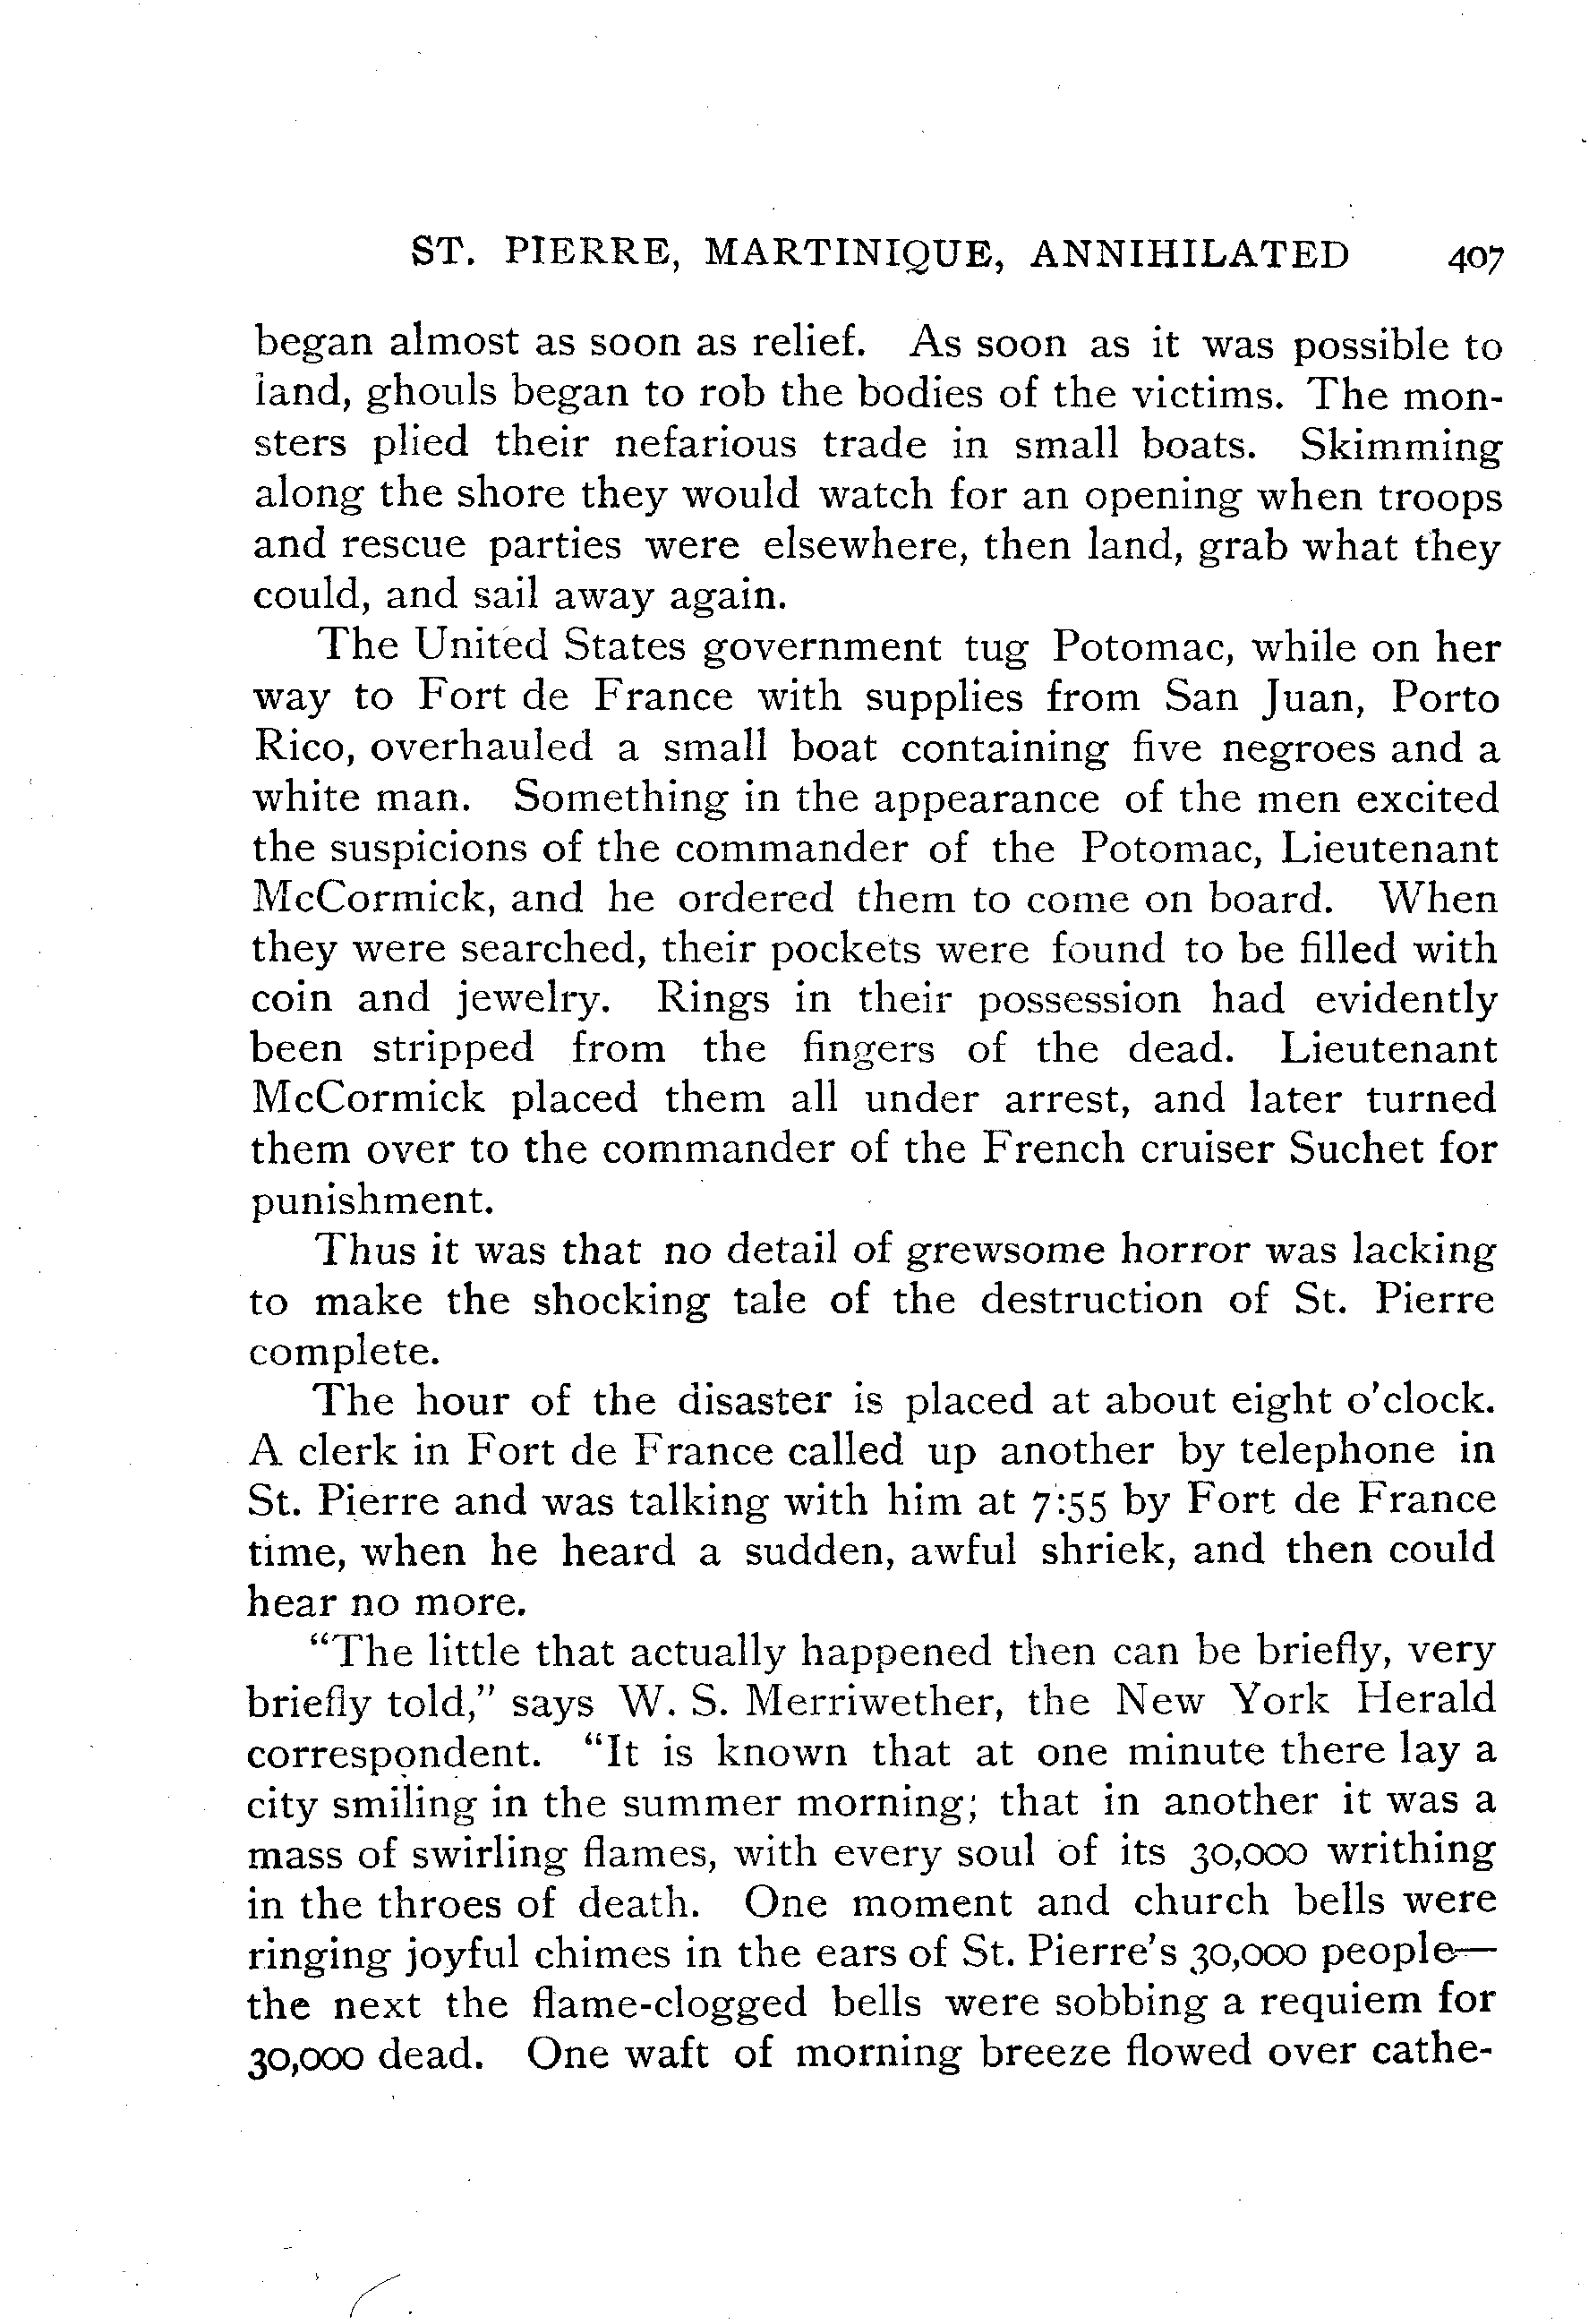 ST. PIERRE, MARTINIQUE, ANNIHILATED 407
began almost as soon as relief. As soon as it was possible to
land, ghouls began to rob the bodies of the victims. The mon-
sters plied their nefarious trade in small boats. Skimming
along the shore they would watch for an opening when troops
and rescue parties were elsewhere, then land, grab what they
could, and sail away again.
The United States government tug Potomac, while on her
way to Fort de France with supplies from San Juan, Porto
Rico, overhauled a small boat containing five negroes and a
white man. Something in the appearance of the men excited
the suspicions of the commander of the Potomac, Lieutenant
McCormick, and he ordered them to come on board. When
they were searched, their pockets were found to be filled with
coin and jewelry. Rings in their possession had evidently
been stripped from the fingers of the dead. Lieutenant
McCormick placed them all under arrest, and later turned
them over to the commander of the French cruiser Suchet for
punishment.
Thus it was that no detail of grewsome horror was lacking
to make the shocking tale of the destruction of St. Pierre
complete.
The hour of the disaster is placed at about eight o'clock.
A clerk in Fort de France called up another by telephone in
St. Pierre and was talking with him at 7:55 by Fort de France
time, when he heard a sudden, awful shriek, and then could
hear no more.
“The little that actually happened then can be briefly, very
briefly told,” says W. S. Merriwether, the New York Herald
correspondent. “It is known that at one minute there lay a
city smiling in the summer morning; that in another it was a
mass of swirling flames, with every soul of its 30,000 writhing
in the throes of death. One moment and church bells were
ringing joyful chimes in the ears of St. Pierre's 30,000 people—
the next the flame-clogged bells were sobbing a requiem for
30,000 dead. One waft of morning breeze flowed over cathe-